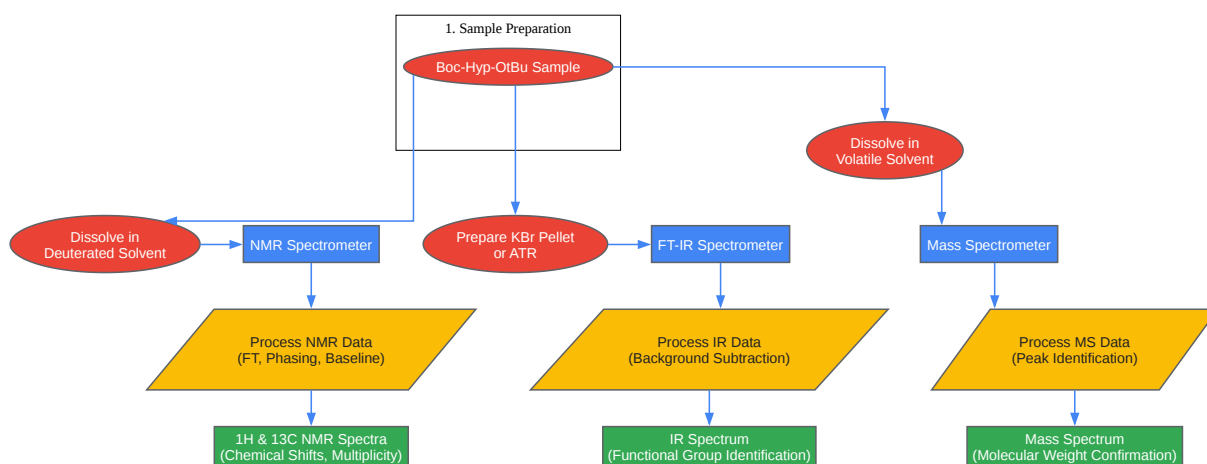 1. Sample Preparation
Boc-Hyp-OtBu Sample
Dissolve in
Volatile Solvent
Dissolve in
Deuterated Solvent
NMR Spectrometer
Prepare KBr Pellet
or ATR
FT-IR Spectrometer
Mass Spectrometer
Process NMR Data
(FT, Phasing, Baseline)
Process IR Data
(Background Subtraction)
Process MS Data
(Peak Identification)
1H & 13C NMR Spectra
(Chemical Shifts, Multiplicity)
IR Spectrum
(Functional Group Identification)
Mass Spectrum
(Molecular Weight Confirmation)